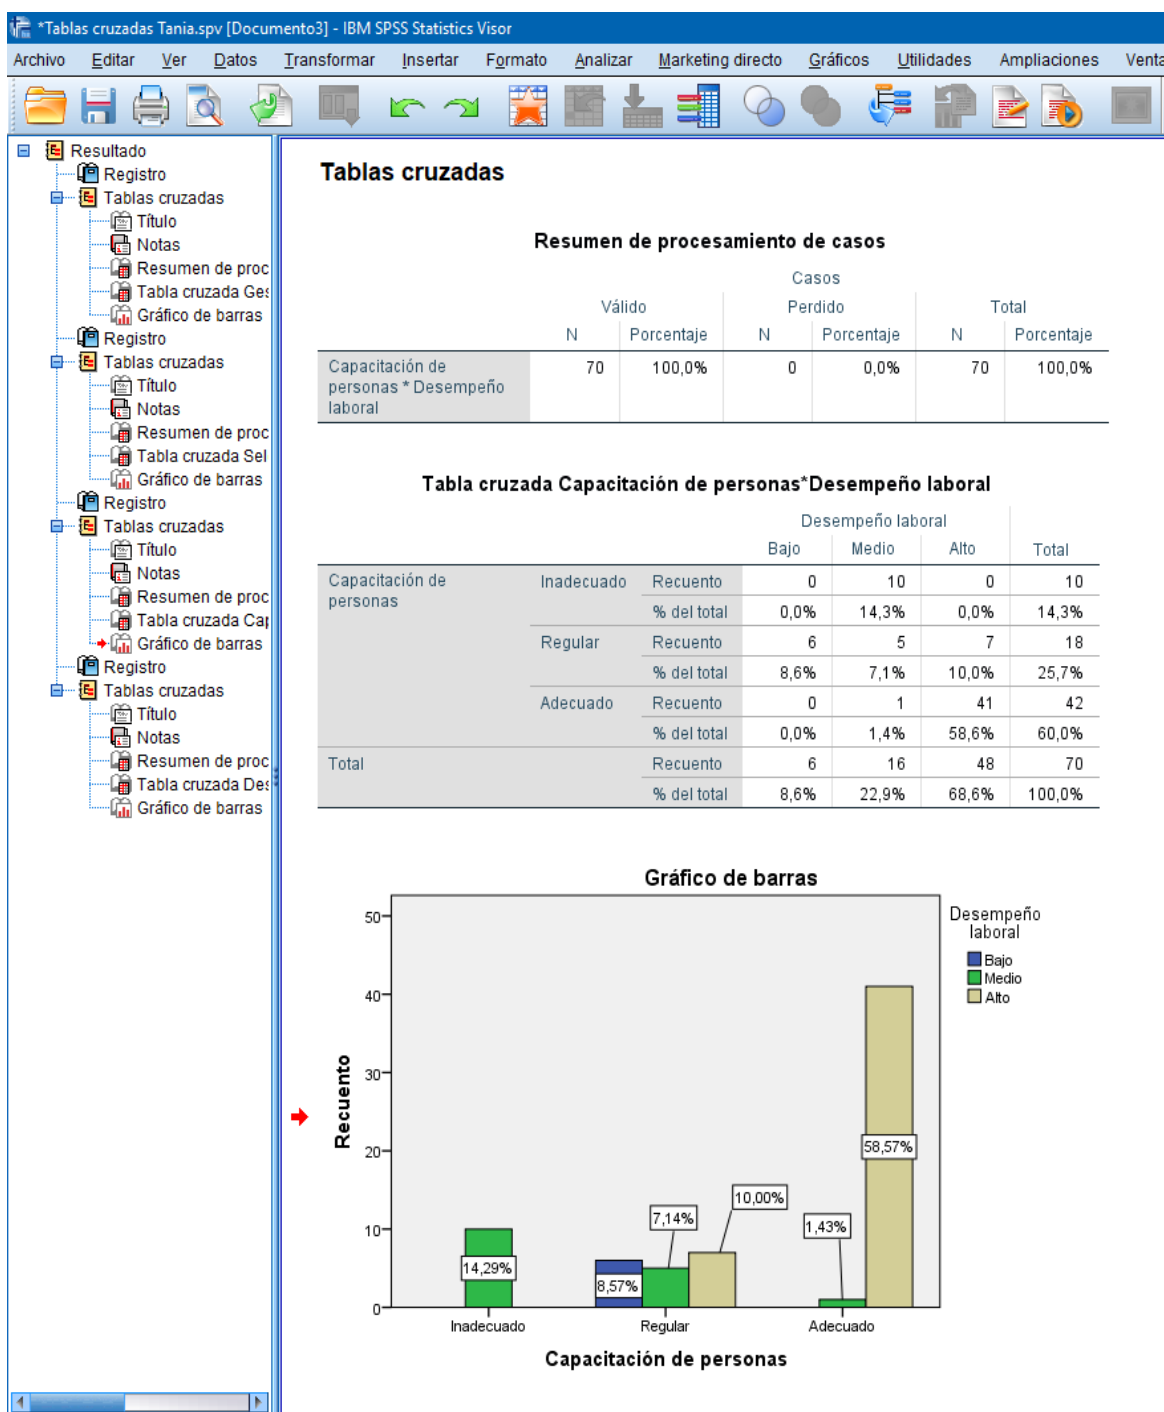 *Tablas cruzadas Tania.spv [Documento3] - IBM SPSS Statistics Visor
Archivo Editar Ver Datos Transformar Insertar Formato Analizar Marketing directo Gráficos Utilidades Ampliaciones Venta
Resultado
Registro
Tablas cruzadas
Título
Notas
Resumen de proc
Tabla cruzada Ges
Gráfico de barras
Registro
Tablas cruzadas
Título
Notas
Resumen de proc
Tabla cruzada Sel
Gráfico de barras
Registro
Tablas cruzadas
Título
Notas
Resumen de proc
Tabla cruzada Cap
Gráfico de barras
Registro
Tablas cruzadas
Título
Notas
Resumen de proc
Tabla cruzada Des
Gráfico de barras
Tablas cruzadas
Resumen de procesamiento de casos
Casos
Válido Perdido Total
N Porcentaje N Porcentaje N Porcentaje
Capacitación de personas * Desempeño laboral 70 100,0% 0 0,0% 70 100,0%
Tabla cruzada Capacitación de personas*Desempeño laboral
Desempeño laboral
Bajo Medio Alto Total
Capacitación de personas Inadecuado Recuento 0 10 0 10
% del total 0,0% 14,3% 0,0% 14,3%
Regular Recuento 6 5 7 18
% del total 8,6% 7,1% 10,0% 25,7%
Adecuado Recuento 0 1 41 42
% del total 0,0% 1,4% 58,6% 60,0%
Total Recuento 6 16 48 70
% del total 8,6% 22,9% 68,6% 100,0%
Gráfico de barras
Desempeño
laboral
Bajo
Medio
Alto
50
40
30
20
10
0
Recuento
58,57%
10,00%
7,14%
1,43%
14,29%
8,57%
Inadecuado Regular Adecuado
Capacitación de personas